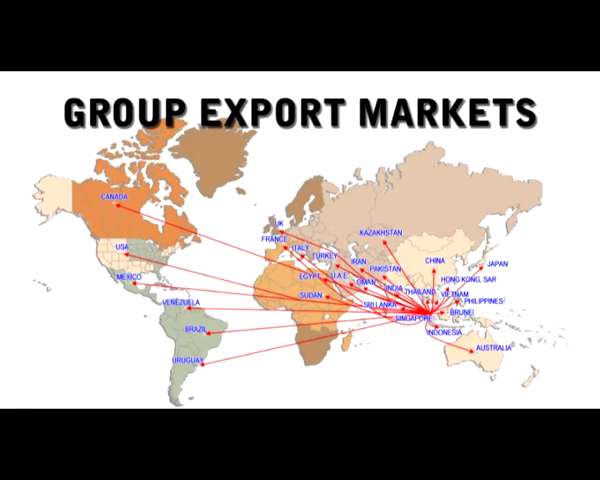 GROUP EXPORT MARKETS
CANADA
UK
FRANCE
ITALY
KAZAKHSTAN
USA
TURKEY
IRAN
CHINA
JAPAN
PAKISTAN
MEXICO
EGYPT
U.A.E.
OMAN
INDIA
THAILAND
HONG KONG, SAR
VIETNAM
SUDAN
SRI LANKA
PHILIPPINES
VENEZUELA
SINGAPORE
BRUNEI
BRAZIL
INDONESIA
URUGUAY
AUSTRALIA